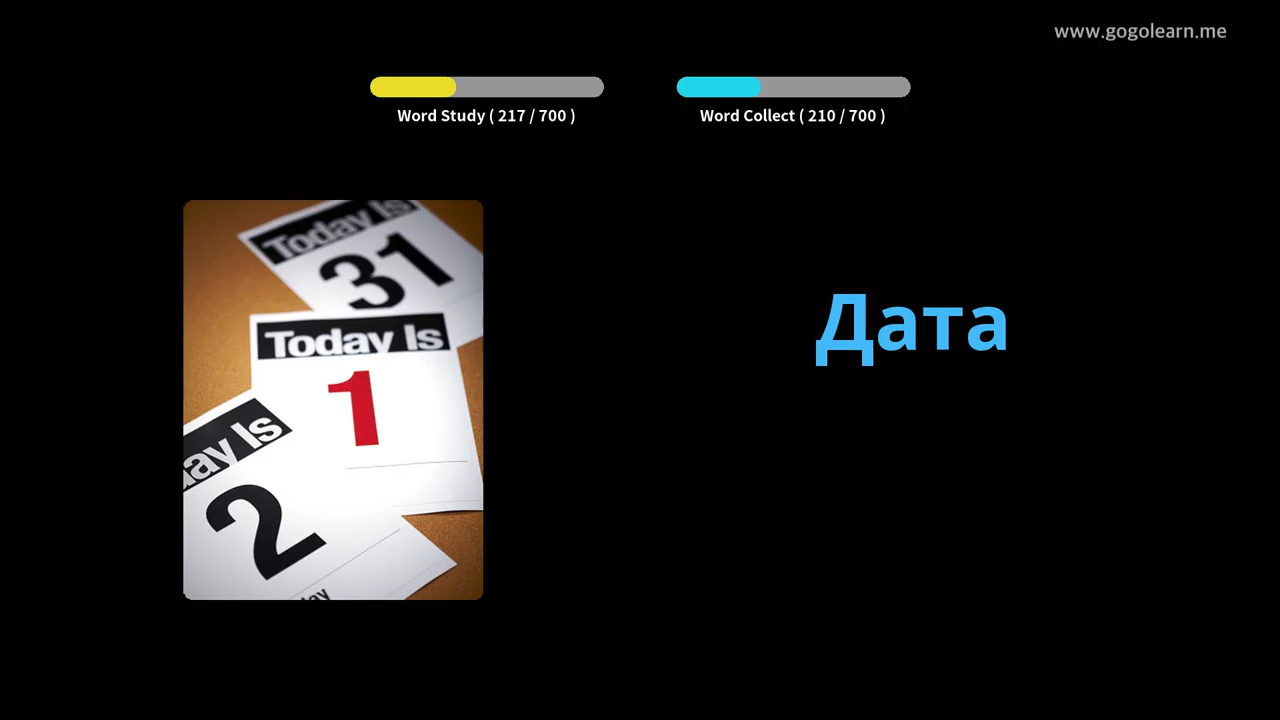 www.gogolearn.me
Word Study ( 217 / 700 )
Word Collect ( 210 / 700 )
Today Is
31
Today Is
1
ay Is
2
Дата